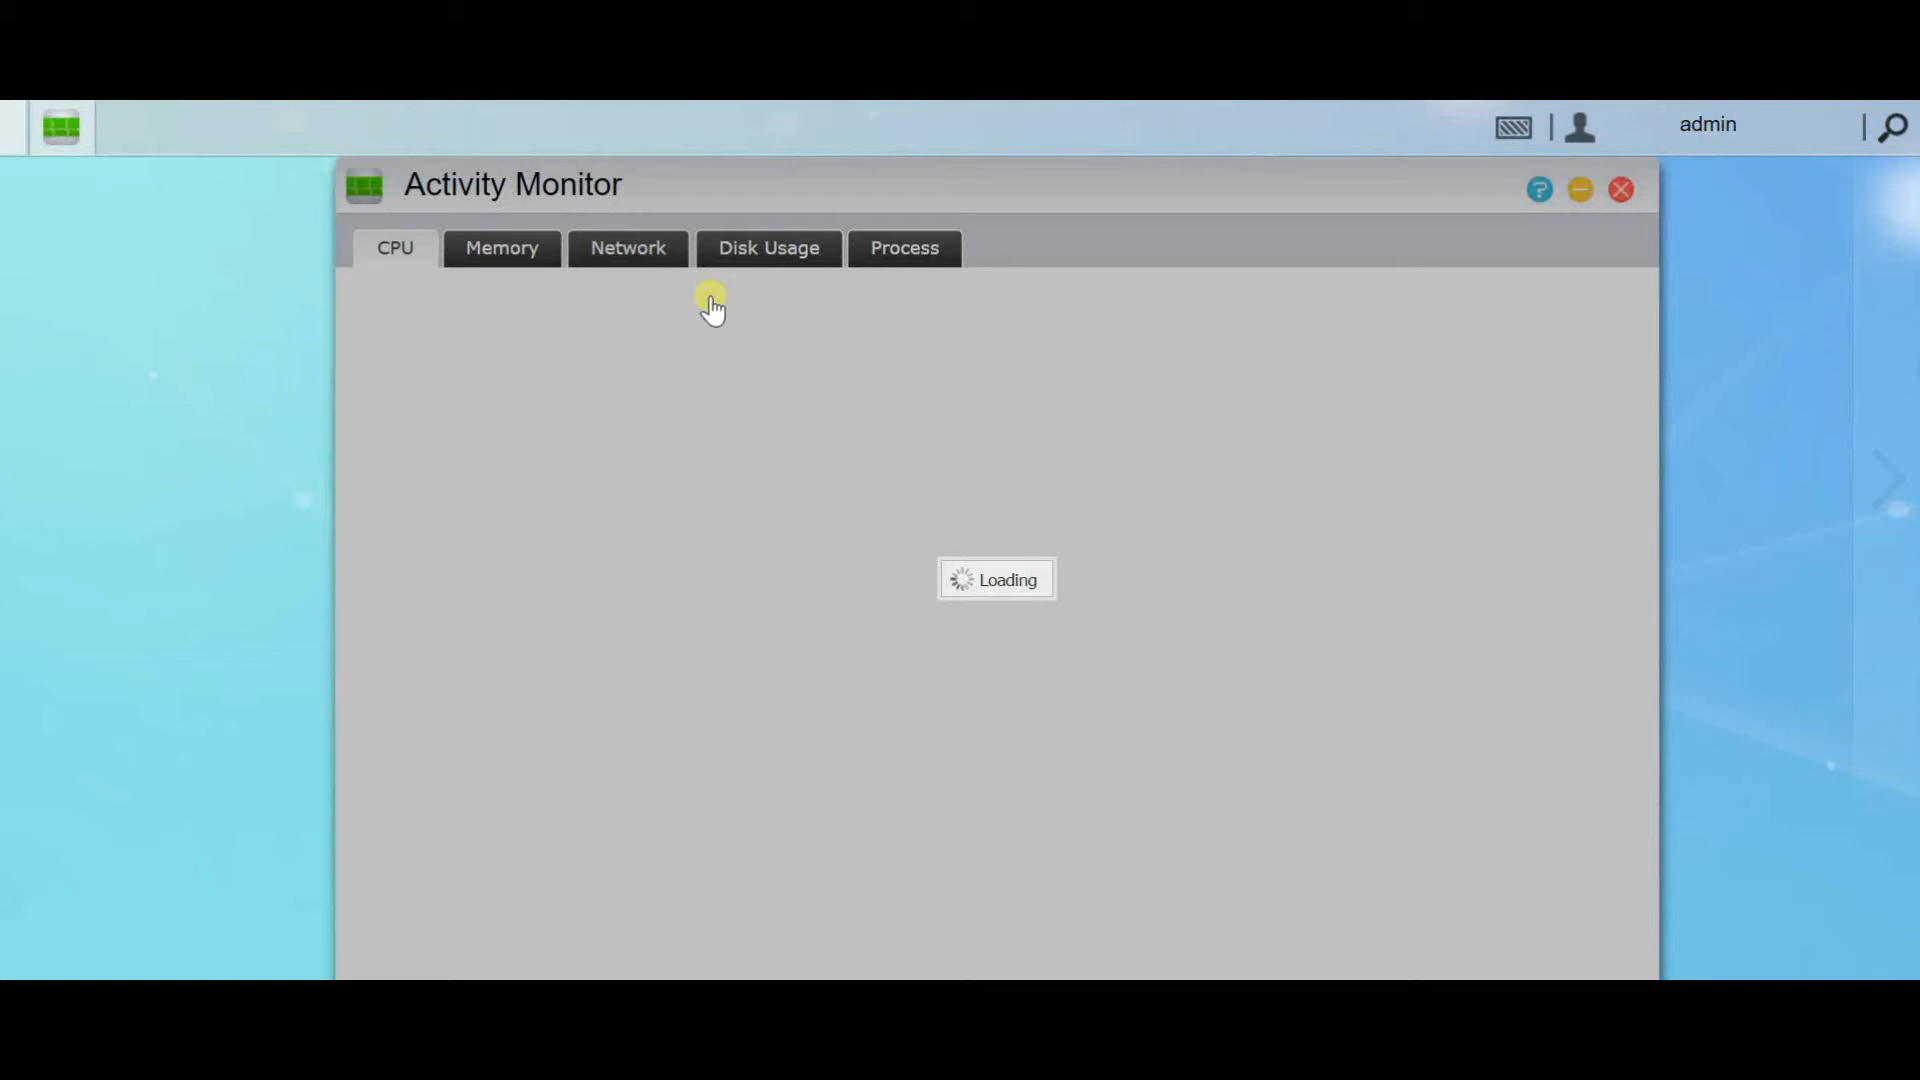 admin
Activity Monitor
?
CPU Memory Network Disk Usage Process
Loading